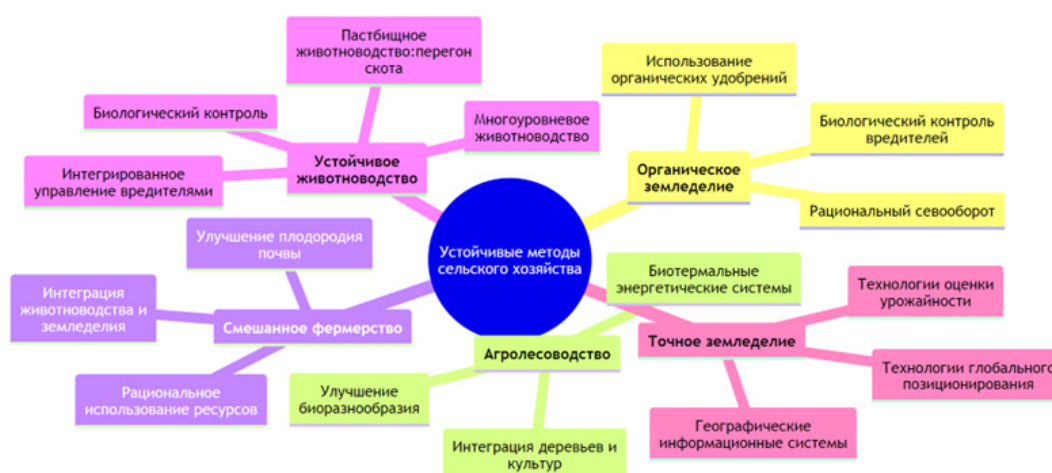 Пастбищное
животноводство:перегон
скота
Использование
органических удобрений
Биологический контроль
Многоуровневое
животноводство
Биологический контроль
вредителей
Устойчивое
животноводство
Интегрированное
управление вредителями
Органическое
земледелие
Рациональный севооборот
Улучшение плодородия
почвы
Устойчивые методы
сельского хозяйства
Биотермальные
энергетические системы
Технологии оценки
урожайности
Интеграция
животноводства и
земледелия
Смешанное фермерство
Точное земледелие
Агролесоводство
Технологии глобального
позиционирования
Рациональное
использование ресурсов
Улучшение
биоразнообразия
Географические
информационные системы
Интеграция деревьев и
культур